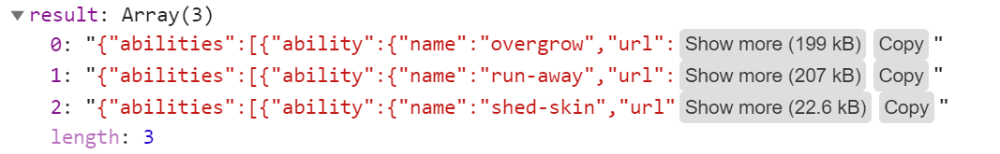 ▼result: Array(3)
0: "{"abilities":[{"ability":{"name":"overgrow","url": Show more (199 kB) Copy "
1: "{"abilities":[{"ability":{"name":"run-away","url": Show more (207 kB) Copy "
2: "{"abilities":[{"ability":{"name":"shed-skin","url" Show more (22.6 kB) Copy "
length: 3